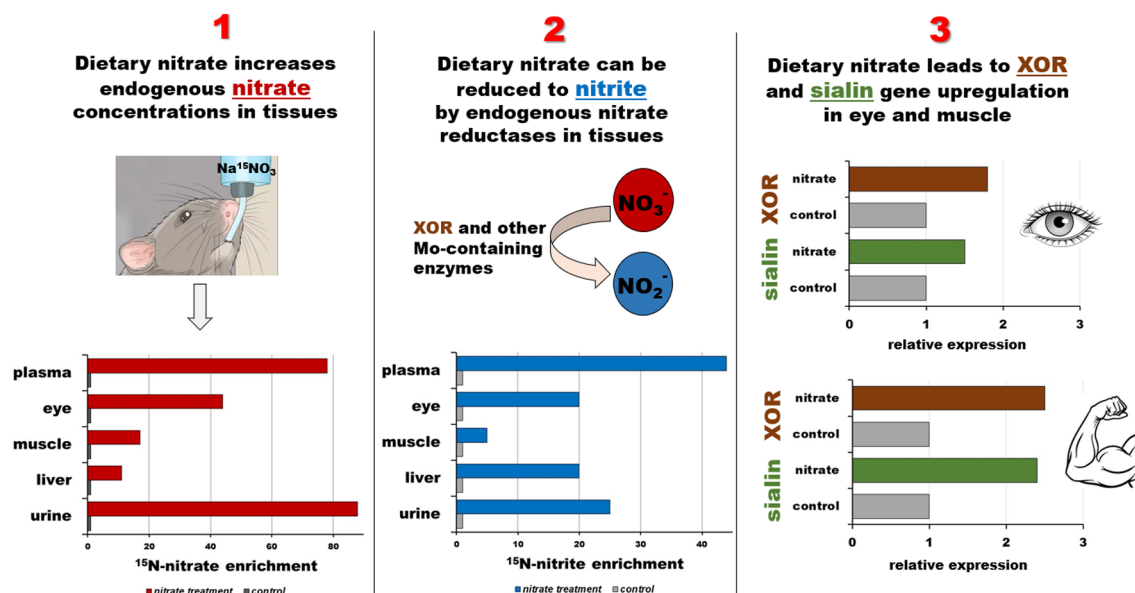 1
Dietary nitrate increases
endogenous nitrate
concentrations in tissues
Na¹⁵NO₃
plasma
eye
muscle
liver
urine
0 20 40 60 80
¹⁵N-nitrate enrichment
nitrate treatment control
2
Dietary nitrate can be
reduced to nitrite
by endogenous nitrate
reductases in tissues
NO₃⁻
XOR and other
Mo-containing
enzymes
NO₂⁻
plasma
eye
muscle
liver
urine
0 10 20 30 40
¹⁵N-nitrite enrichment
nitrate treatment control
3
Dietary nitrate leads to XOR
and sialin gene upregulation
in eye and muscle
XOR
nitrate
control
sialin
nitrate
control
0 1 2 3
relative expression
XOR
nitrate
control
sialin
nitrate
control
0 1 2 3
relative expression